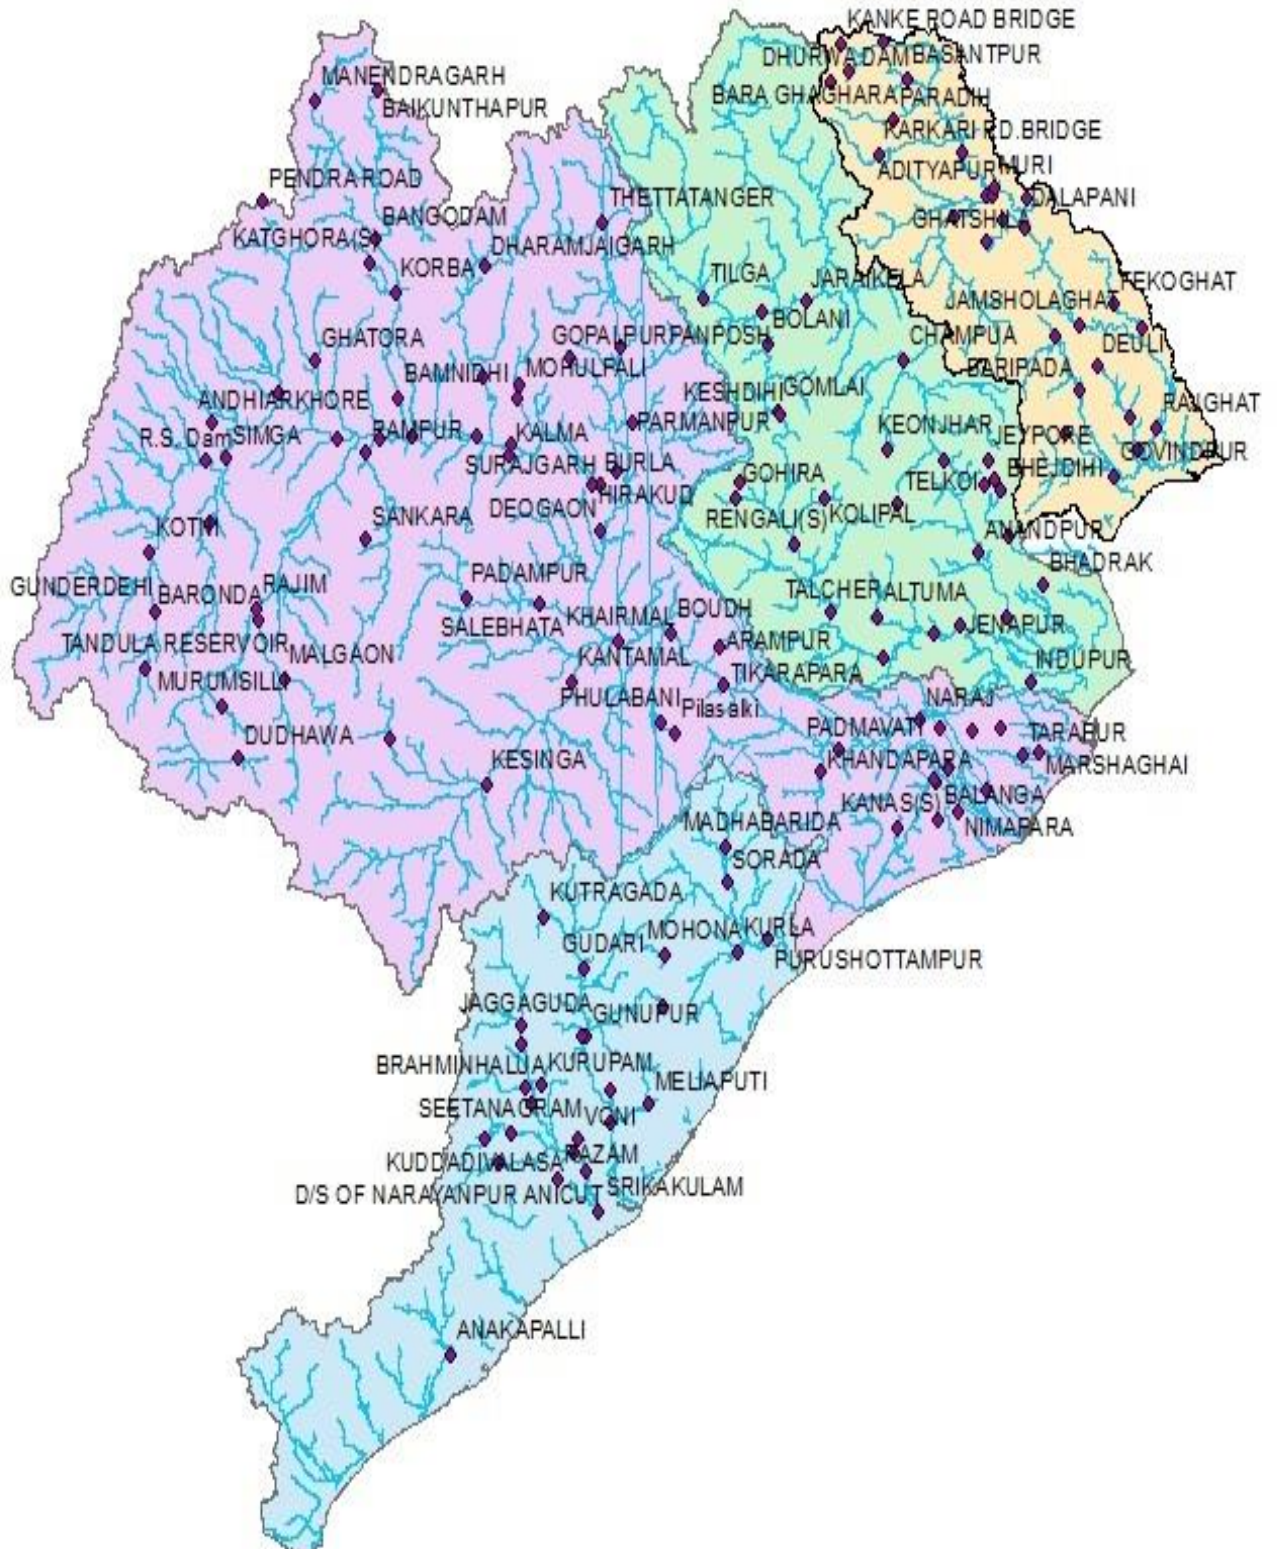 KANKE ROAD BRIDGE
DHURWA DAM
BASANTPUR
MANENDRAGARH
BAIKUNTHAPUR
BARA GHAGHARA
PARADIH
KARKARI RD.BRIDGE
ADITYAPUR
MURI
PENDRA ROAD
THETTATANGER
DALAPANI
BANGODAM
GHATSHILA
KATGHORA(S)
DHARAMJAIGARH
KORBA
TILGA
JARAIKELA
FEKOGHAT
JAMSHOLAGHAT
BOLANI
GHATORA
GOPALPUR
PANPOSH
CHAMPUA
DEULI
BAMNIDHI
MOHULPALI
BARIPADA
KESHDIHI
GOMLAI
ANDHIARKHORE
RAJGHAT
PARMANPUR
R.S. Dam
SIMGA
RAMPUR
KALMA
KEONJHAR
JEYPORE
GOVINDPUR
SURAJGARH
BURLA
BHEJDIHI
GOHIRA
TELKOI
HIRAKUD
DEOGAON
RENGALI(S)
KOLIPAL
KOTNI
SANKARA
ANANDPUR
BHADRAK
GUNDERDEHI
BARONDA
RAJIM
PADAMPUR
TALCHER
ALTUMA
KHAIRMAL
BOUDH
SALEBHATA
JENAPUR
TANDULA RESERVOIR
MALGAON
KANTAMAL
ARAMPUR
TIKARAPARA
INDUPUR
MURUMSILLI
PHULABANI
Pilasalki
NARAJ
PADMAVATI
TARAPUR
DUDHAWA
KESINGA
KHANDAPARA
MARSHAGHAI
KANAS(S)
BALANGA
MADHABARIDA
NIMAPARA
SORADA
KUTRAGADA
MOHONA
KURLA
GUDARI
PURUSHOTTAMPUR
JAGGAGUDA
GUNUPUR
BRAHMINHALUA
KURUPAM
MELIAPUTI
SEETANAGRAM
VONI
KUDDADIVALASA
RAZAM
D/S OF NARAYANPUR ANICUT
SRIKAKULAM
ANAKAPALLI